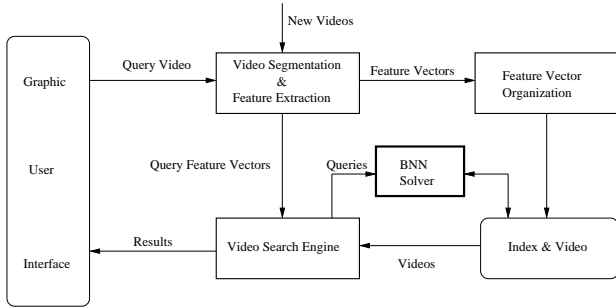 New Videos
Graphic
User
Interface
Query Video
Video Segmentation
&
Feature Extraction
Feature Vectors
Feature Vector
Organization
Query Feature Vectors
Queries
BNN
Solver
Results
Video Search Engine
Videos
Index & Video